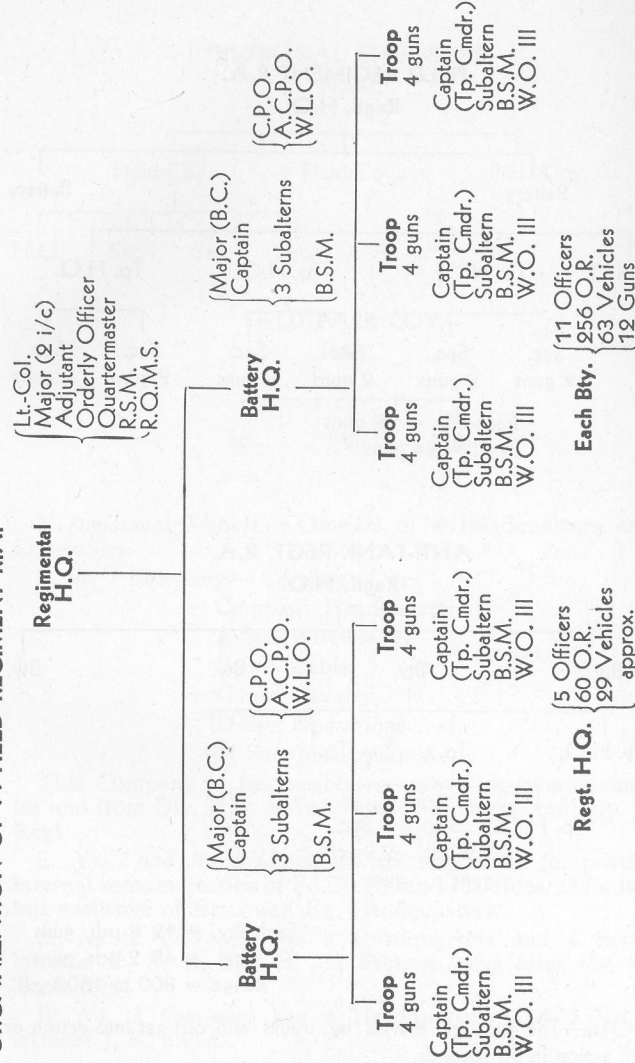 ORGANIZATION OF A FIELD REGIMENT R.A.
Regimental
H.Q.
Lt.-Col.
Major (2 i/c)
Adjutant
Orderly Officer
Quartermaster
R.S.M.
R.Q.M.S.
Battery
H.Q.
Major (B.C.)
Captain
3 Subalterns
B.S.M.
C.P.O.
A.C.P.O.
W.L.O.
Battery
H.Q.
Major (B.C.)
Captain
3 Subalterns
B.S.M.
C.P.O.
A.C.P.O.
W.L.O.
Troop
4 guns
Captain
(Tp. Cmdr.)
Subaltern
B.S.M.
W.O. III
Troop
4 guns
Captain
(Tp. Cmdr.)
Subaltern
B.S.M.
W.O. III
Troop
4 guns
Captain
(Tp. Cmdr.)
Subaltern
B.S.M.
W.O. III
Troop
4 guns
Captain
(Tp. Cmdr.)
Subaltern
B.S.M.
W.O. III
Troop
4 guns
Captain
(Tp. Cmdr.)
Subaltern
B.S.M.
W.O. III
Troop
4 guns
Captain
(Tp. Cmdr.)
Subaltern
B.S.M.
W.O. III
Regt. H.Q.
5 Officers
60 O.R.
29 Vehicles
approx.
Each Bty.
11 Officers
256 O.R.
63 Vehicles
12 Guns